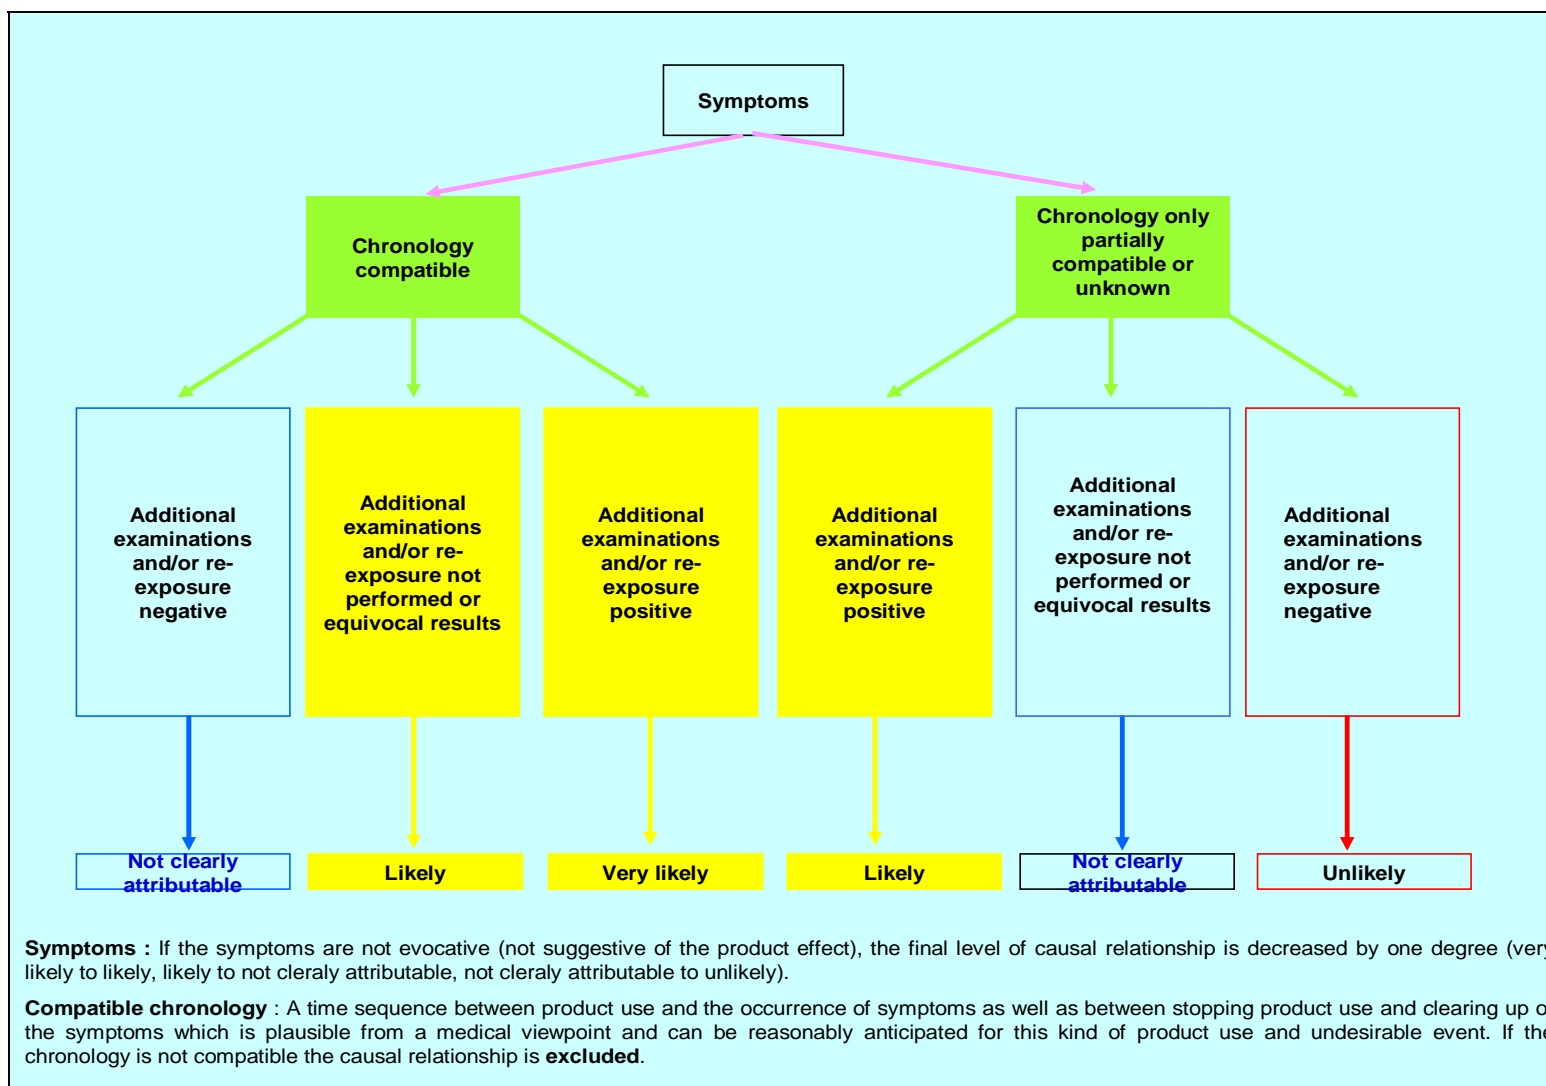 Symptoms
Chronology
compatible
Chronology only
partially
compatible or
unknown
Additional
examinations
and/or re-
exposure
negative
Additional
examinations
and/or re-
exposure not
performed or
equivocal results
Additional
examinations
and/or re-
exposure
positive
Additional
examinations
and/or re-
exposure
positive
Additional
examinations
and/or re-
exposure not
performed or
equivocal results
Additional
examinations
and/or re-
exposure
negative
Not clearly
attributable
Likely
Very likely
Likely
Not clearly
attributable
Unlikely
Symptoms : If the symptoms are not evocative (not suggestive of the product effect), the final level of causal relationship is decreased by one degree (very
likely to likely, likely to not cleraly attributable, not cleraly attributable to unlikely).
Compatible chronology : A time sequence between product use and the occurrence of symptoms as well as between stopping product use and clearing up of
the symptoms which is plausible from a medical viewpoint and can be reasonably anticipated for this kind of product use and undesirable event. If the
chronology is not compatible the causal relationship is excluded.